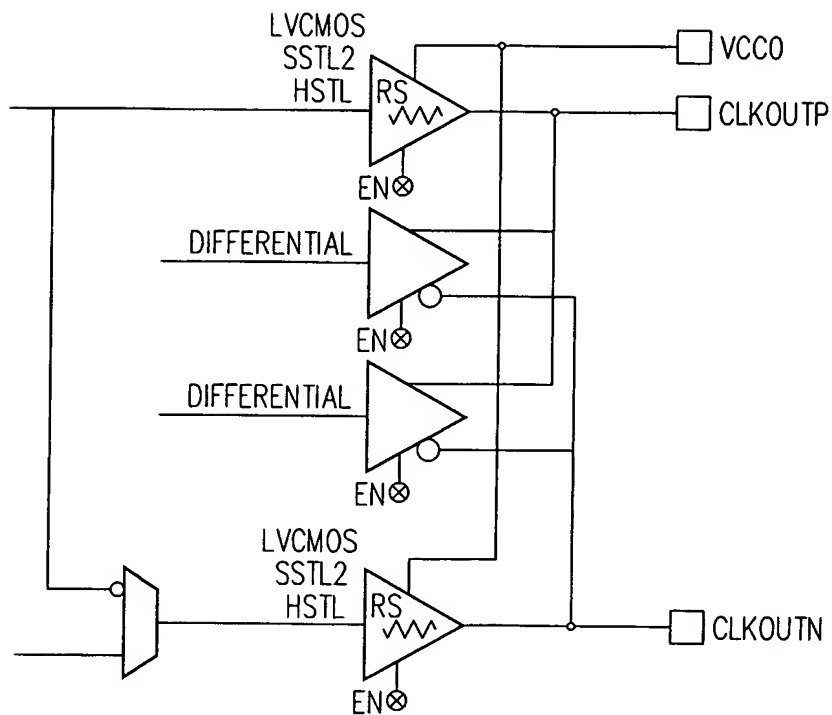 LVCMOS
SSTL2
HSTL
RS
EN
VCCO
CLKOUTP
DIFFERENTIAL
EN
DIFFERENTIAL
EN
LVCMOS
SSTL2
HSTL
RS
EN
CLKOUTN